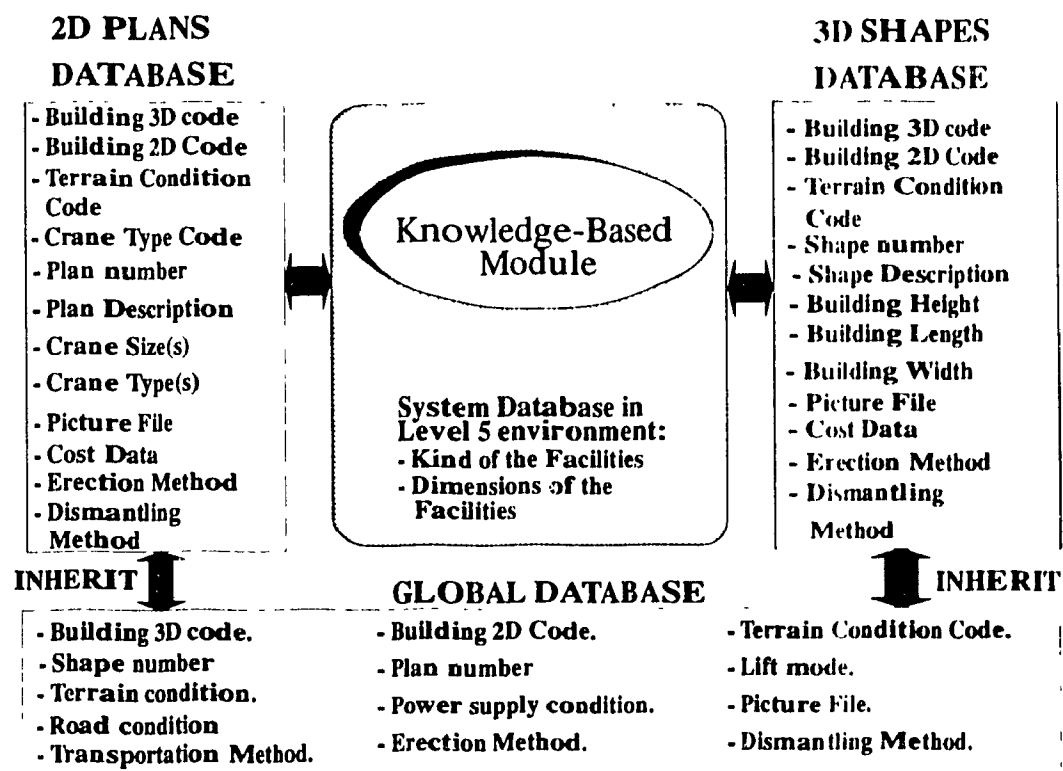 2D PLANS
DATABASE
- Building 3D code
- Building 2D Code
- Terrain Condition
Code
- Crane Type Code
- Plan number
- Plan Description
- Crane Size(s)
- Crane Type(s)
- Picture File
- Cost Data
- Erection Method
- Dismantling
Method
Knowledge-Based
Module
System Database in
Level 5 environment:
- Kind of the Facilities
- Dimensions of the
Facilities
3D SHAPES
DATABASE
- Building 3D code
- Building 2D Code
- Terrain Condition
Code
- Shape number
- Shape Description
- Building Height
- Building Length
- Building Width
- Picture File
- Cost Data
- Erection Method
- Dismantling
Method
INHERIT
INHERIT
GLOBAL DATABASE
- Building 3D code.
- Shape number
- Terrain condition.
- Road condition
- Transportation Method.
- Building 2D Code.
- Plan number
- Power supply condition.
- Erection Method.
- Terrain Condition Code.
- Lift mode.
- Picture File.
- Dismantling Method.